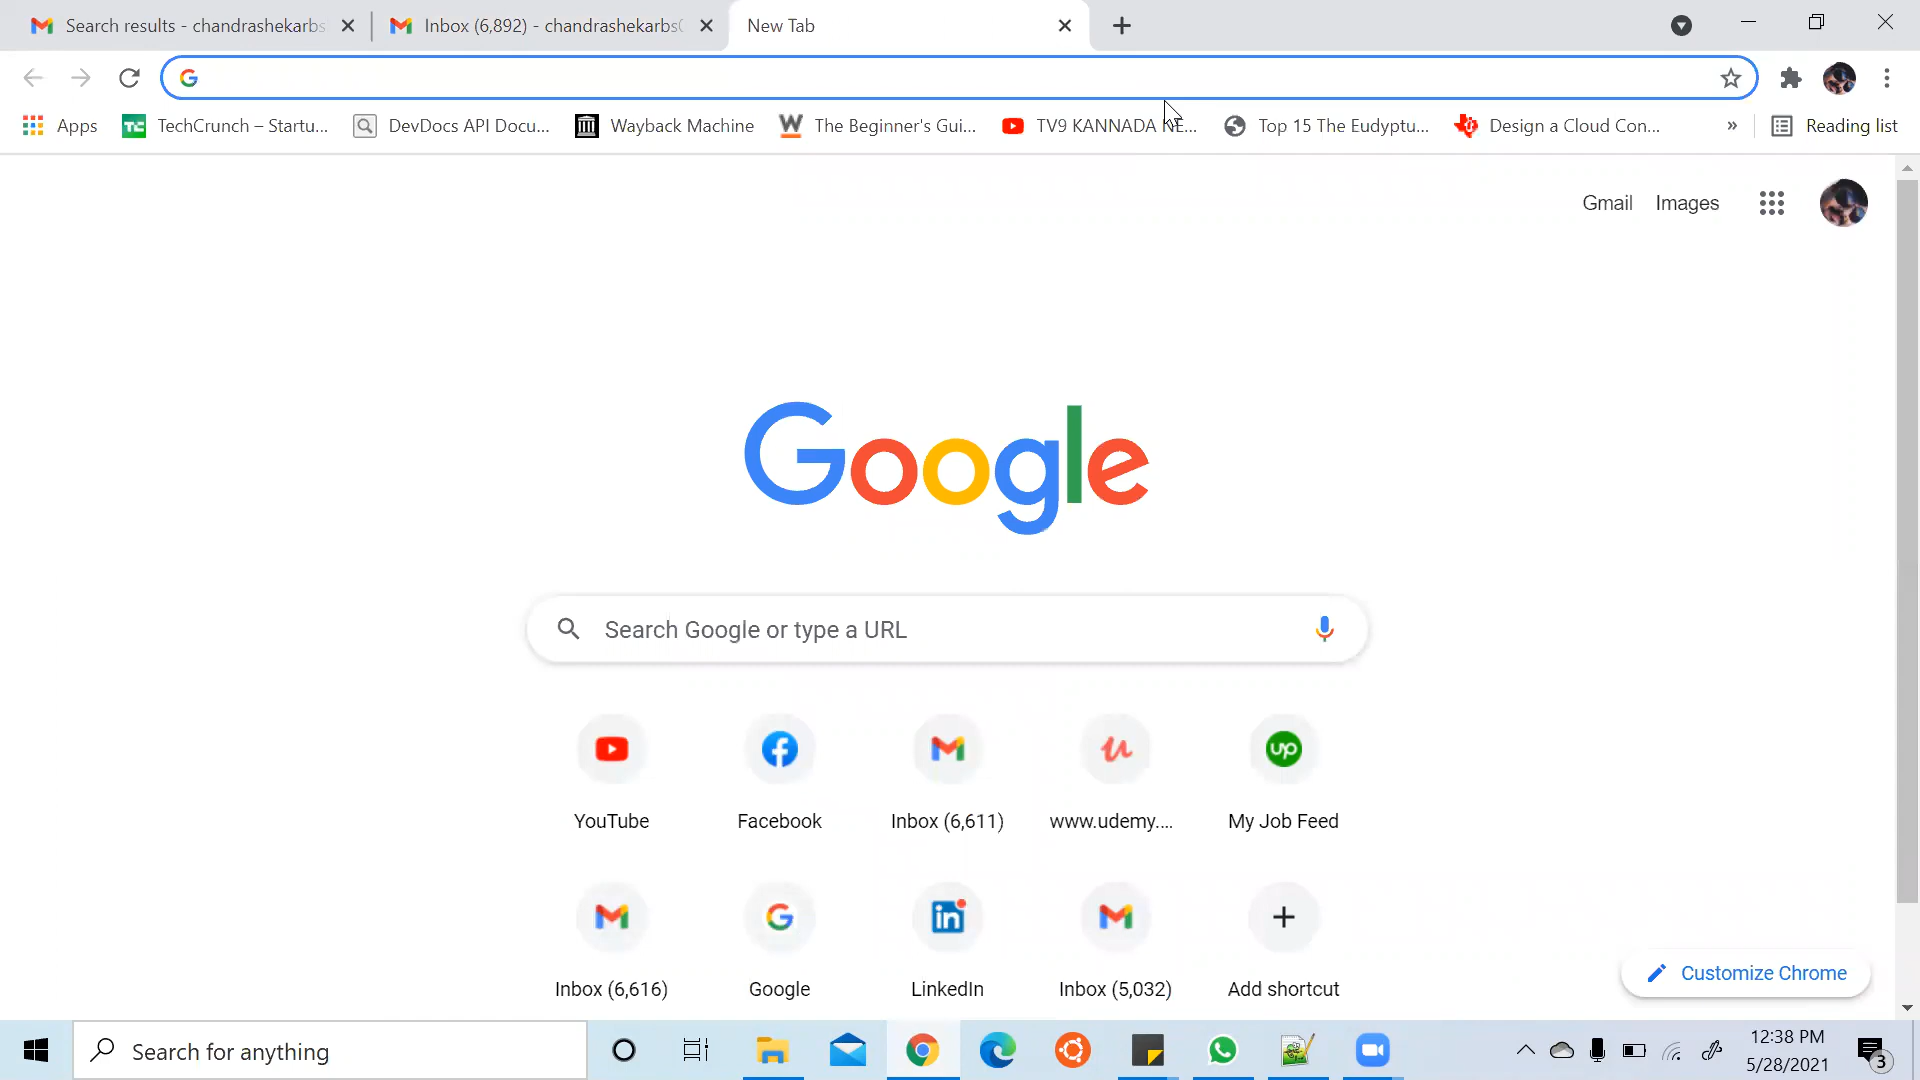 Search results - chandrashekarbs
Inbox (6,892) - chandrashekarbs
New Tab
Apps
TechCrunch – Startu...
DevDocs API Docu...
Wayback Machine
The Beginner's Gui...
TV9 KANNADA NE...
Top 15 The Eudyptu...
Design a Cloud Con...
»
Reading list
Gmail
Images
Google
Search Google or type a URL
YouTube
Facebook
Inbox (6,611)
www.udemy....
My Job Feed
Inbox (6,616)
Google
LinkedIn
Inbox (5,032)
Add shortcut
Customize Chrome
Search for anything
12:38 PM
5/28/2021
3